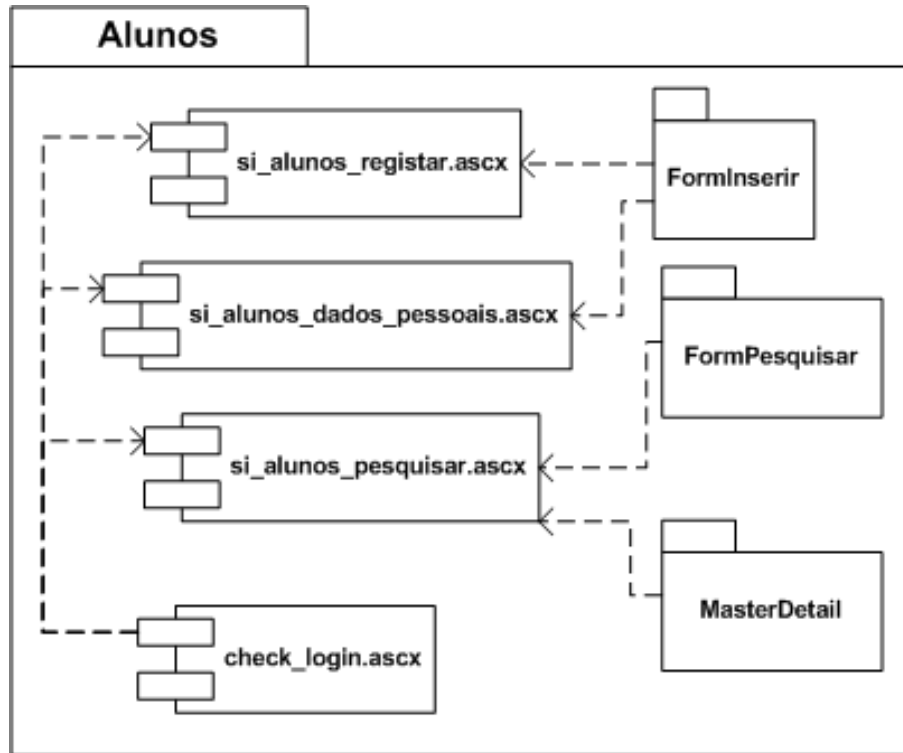 Alunos
si_alunos_registar.ascx
FormInserir
si_alunos_dados_pessoais.ascx
FormPesquisar
si_alunos_pesquisar.ascx
MasterDetail
check_login.ascx